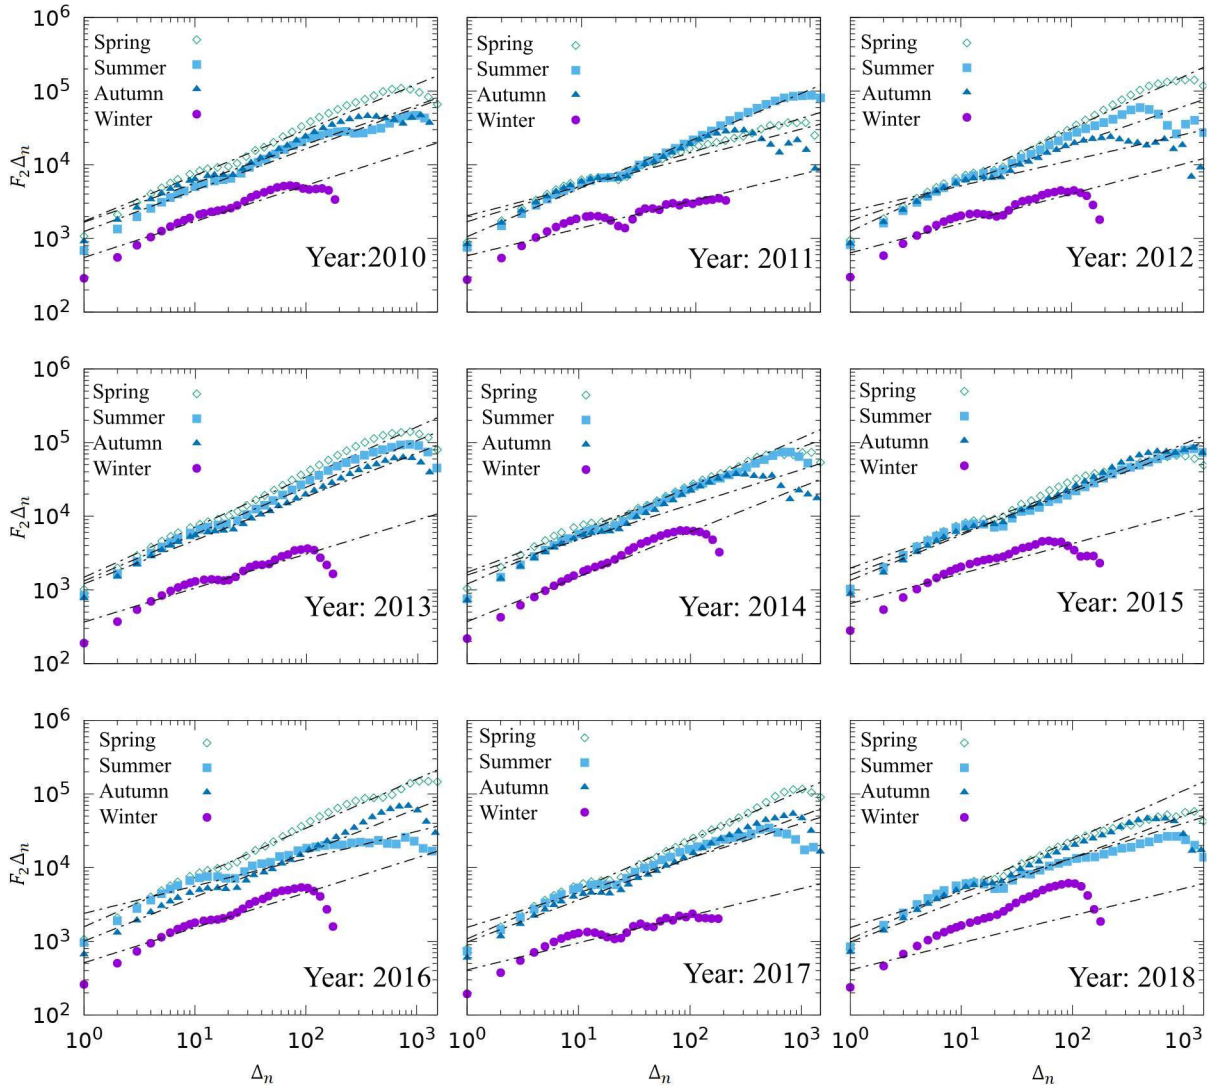 10^6
Spring
Summer
Autumn
Winter
10^5
10^4
10^3
10^2
F_2Δ_n
Year:2010
Spring
Summer
Autumn
Winter
Year: 2011
Spring
Summer
Autumn
Winter
Year: 2012
10^6
Spring
Summer
Autumn
Winter
10^5
10^4
10^3
10^2
F_2Δ_n
Year: 2013
Spring
Summer
Autumn
Winter
Year: 2014
Spring
Summer
Autumn
Winter
Year: 2015
10^6
Spring
Summer
Autumn
Winter
10^5
10^4
10^3
10^2
F_2Δ_n
Year: 2016
Spring
Summer
Autumn
Winter
Year: 2017
Spring
Summer
Autumn
Winter
Year: 2018
10^0 10^1 10^2 10^3 10^0 10^1 10^2 10^3 10^0 10^1 10^2 10^3
Δ_n Δ_n Δ_n